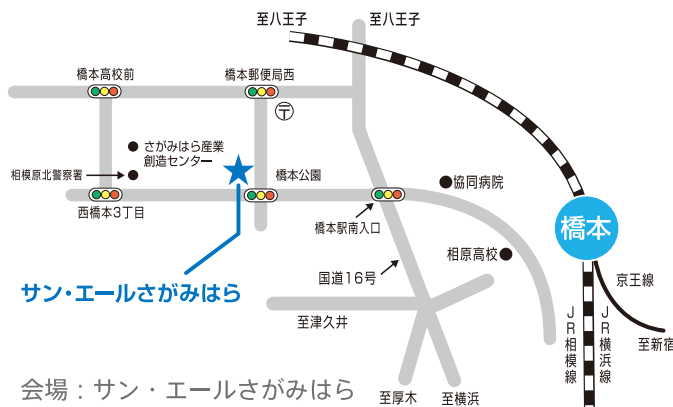 至八王子
至八王子
橋本高校前
橋本郵便局西
〒
さがみはら産業
創造センター
相模原北警察署
橋本公園
協同病院
西橋本3丁目
橋本駅南入口
橋本
相原高校
国道16号
サン・エールさがみはら
京王線
至津久井
JR相模線
JR横浜線
至新宿
会場：サン・エールさがみはら
至厚木
至横浜